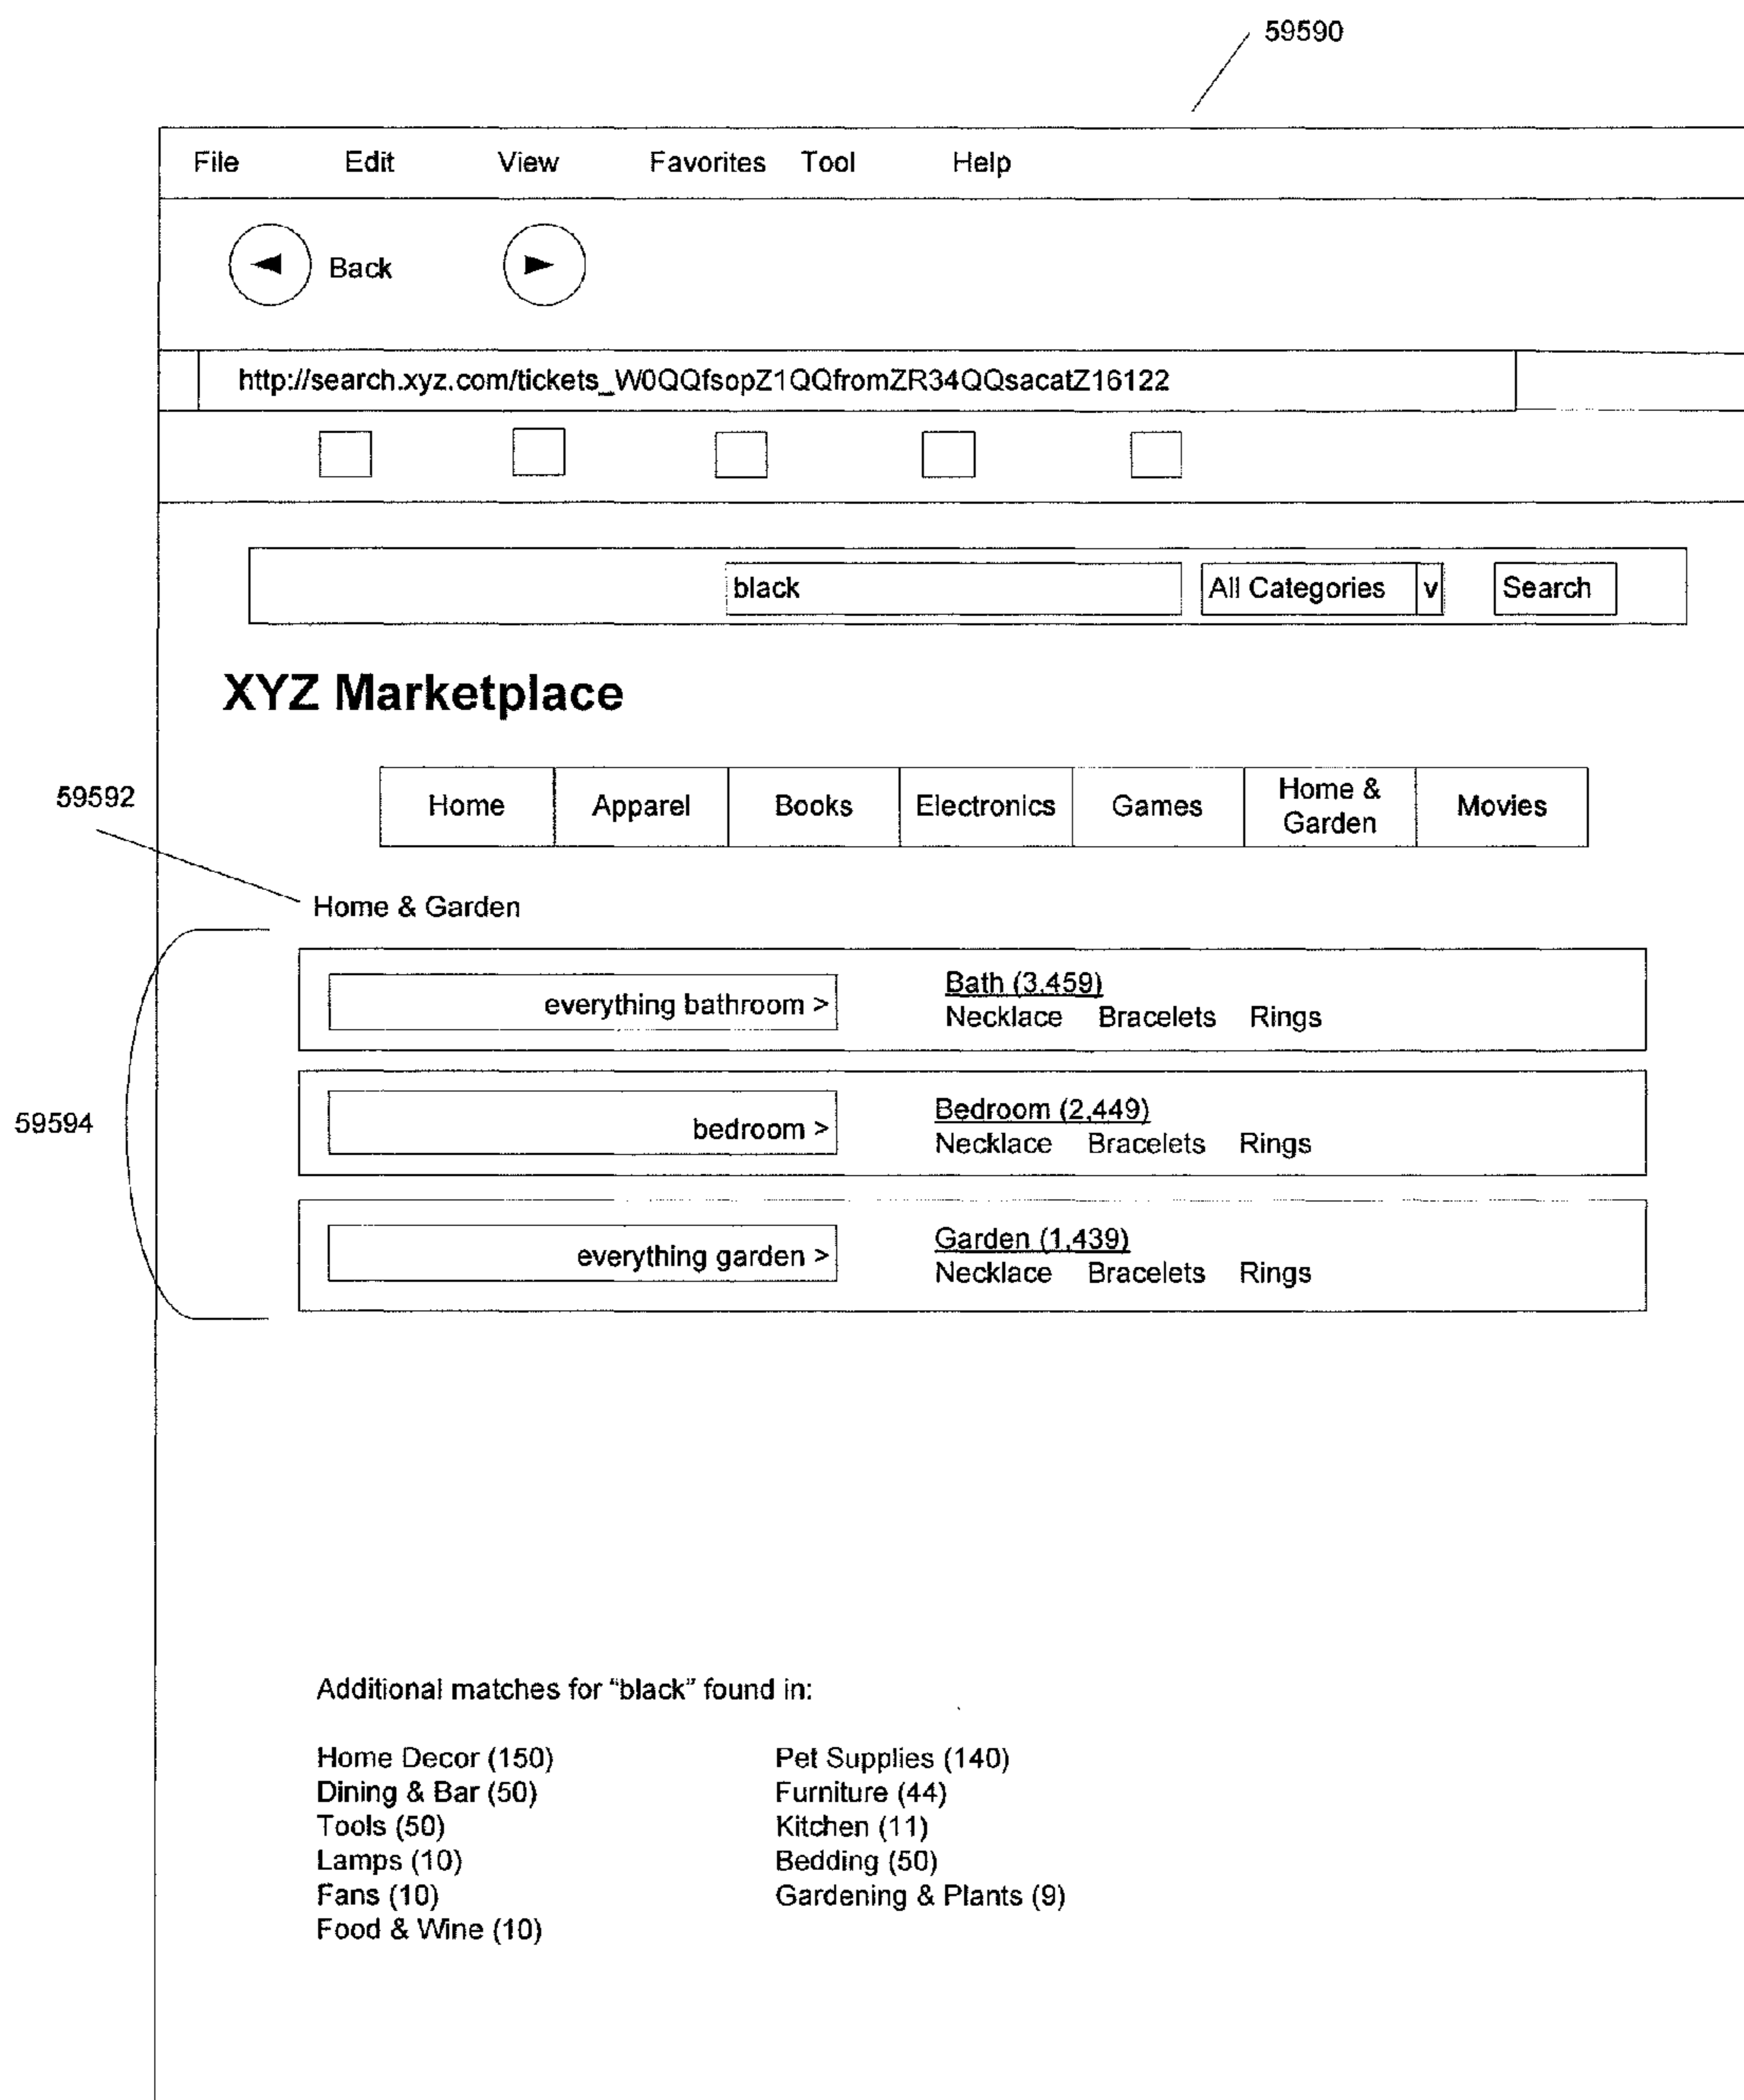 59590
File Edit View Favorites Tool Help
◄ Back ►
http://search.xyz.com/tickets_W0QQfsopZ1QQfromZR34QQsacatZ16122
black All Categories v Search
XYZ Marketplace
59592
Home Apparel Books Electronics Games Home & Garden Movies
Home & Garden
59594
everything bathroom > Bath (3,459)
Necklace Bracelets Rings
bedroom > Bedroom (2,449)
Necklace Bracelets Rings
everything garden > Garden (1,439)
Necklace Bracelets Rings
Additional matches for “black” found in:
Home Decor (150) Pet Supplies (140)
Dining & Bar (50) Furniture (44)
Tools (50) Kitchen (11)
Lamps (10) Bedding (50)
Fans (10) Gardening & Plants (9)
Food & Wine (10)